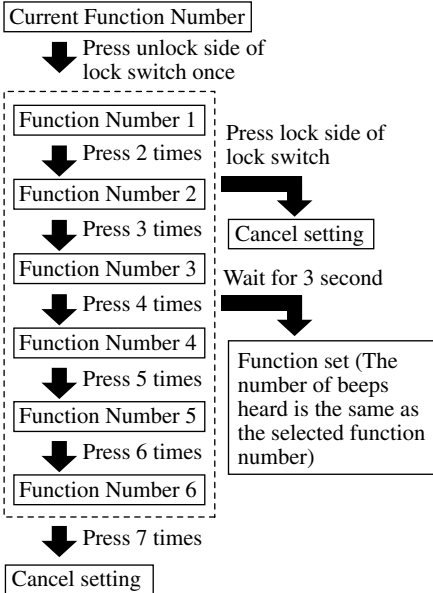 Current Function Number
Press unlock side of
lock switch once
Function Number 1
Press 2 times
Function Number 2
Press 3 times
Function Number 3
Press 4 times
Function Number 4
Press 5 times
Function Number 5
Press 6 times
Function Number 6
Press 7 times
Cancel setting
Press lock side of
lock switch
Cancel setting
Wait for 3 second
Function set (The
number of beeps
heard is the same as
the selected function
number)